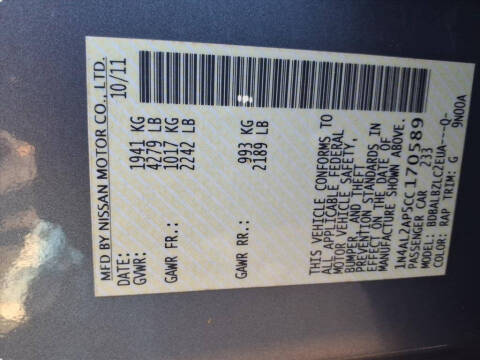 MFD BY NISSAN MOTOR CO., LTD.
DATE: 10/11
GVWR: 1941 KG
4279 LB
GAWR FR.: 1017 KG
2242 LB
GAWR RR.: 993 KG
2189 LB
THIS VEHICLE CONFORMS TO
ALL APPLICABLE FEDERAL
MOTOR VEHICLE SAFETY,
BUMPER, AND THEFT
PREVENTION STANDARDS IN
EFFECT ON THE DATE OF
MANUFACTURE SHOWN ABOVE.
1N4AL2AP5CC170589
PASSENGER CAR 233
MODEL: BDBALBZLCZEUA---Q-
COLOR: RAP TRIM: G 9N00A